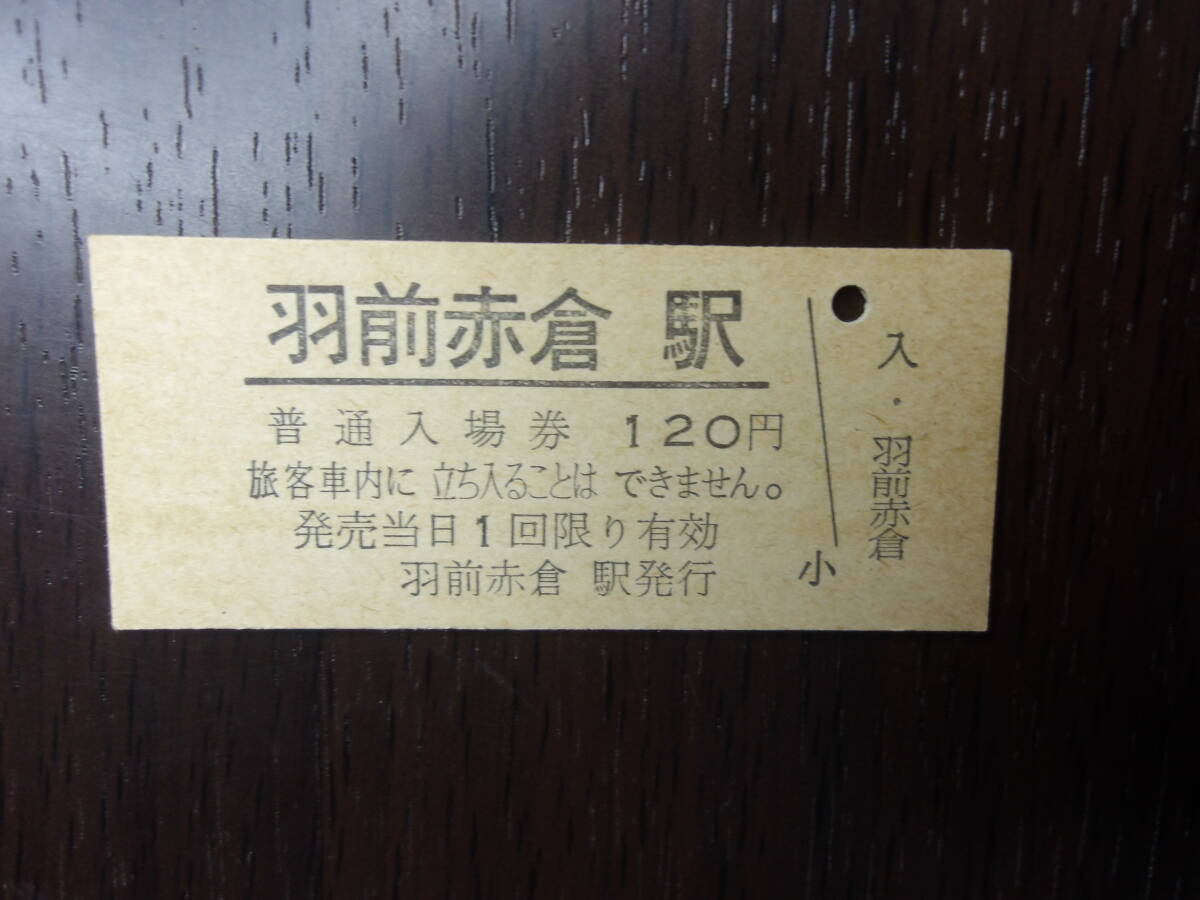 羽前赤倉 駅
普通入場券 120円
旅客車内に 立ち入ることは できません。
発売当日1回限り有効
羽前赤倉 駅発行
小
入・羽前赤倉